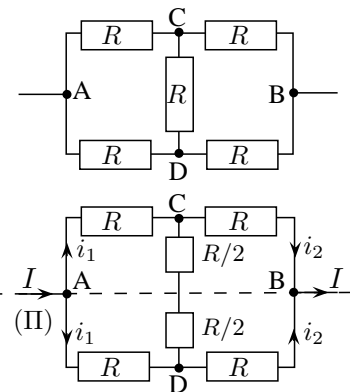 C
R R
A R B
R R
D
C
R R
i₁ R/2 i₂
I A B I
(Π) i₁ R/2 i₂
R R
D